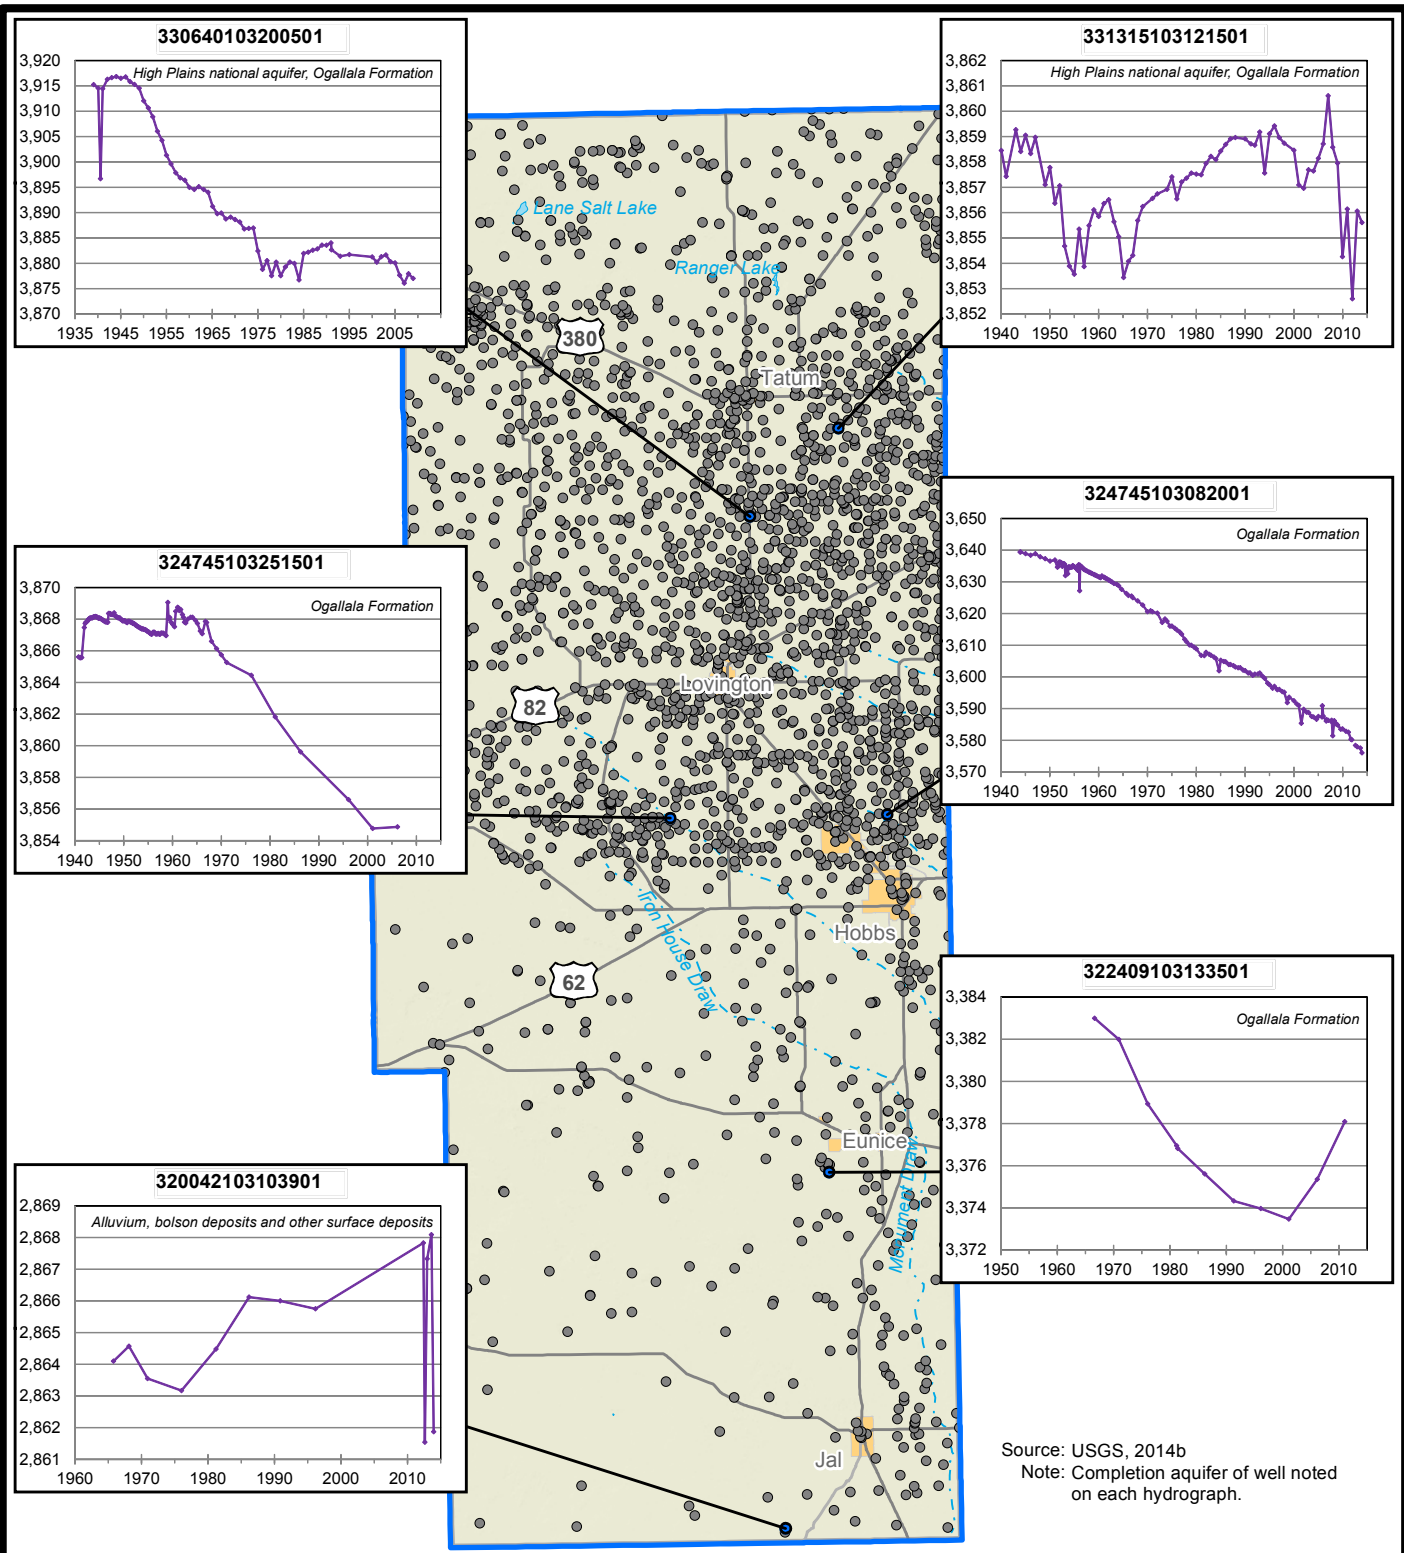 330640103200501
High Plains national aquifer, Ogallala Formation
3,920
3,915
3,910
3,905
3,900
3,895
3,890
3,885
3,880
3,875
3,870
1935 1945 1955 1965 1975 1985 1995 2005
331315103121501
High Plains national aquifer, Ogallala Formation
3,862
3,861
3,860
3,859
3,858
3,857
3,856
3,855
3,854
3,853
3,852
1940 1950 1960 1970 1980 1990 2000 2010
324745103251501
Ogallala Formation
3,870
3,868
3,866
3,864
3,862
3,860
3,858
3,856
3,854
1940 1950 1960 1970 1980 1990 2000 2010
324745103082001
Ogallala Formation
3,650
3,640
3,630
3,620
3,610
3,600
3,590
3,580
3,570
1940 1950 1960 1970 1980 1990 2000 2010
320042103103901
Alluvium, bolson deposits and other surface deposits
2,869
2,868
2,867
2,866
2,865
2,864
2,863
2,862
2,861
1960 1970 1980 1990 2000 2010
322409103133501
Ogallala Formation
3,384
3,382
3,380
3,378
3,376
3,374
3,372
1950 1960 1970 1980 1990 2000 2010
Lane Salt Lake
Ranger Lake
380
Tatum
Lovington
82
Hobbs
Iron House Draw
62
Eunice
Monument Draw
Jal
Source: USGS, 2014b
Note: Completion aquifer of well noted
on each hydrograph.